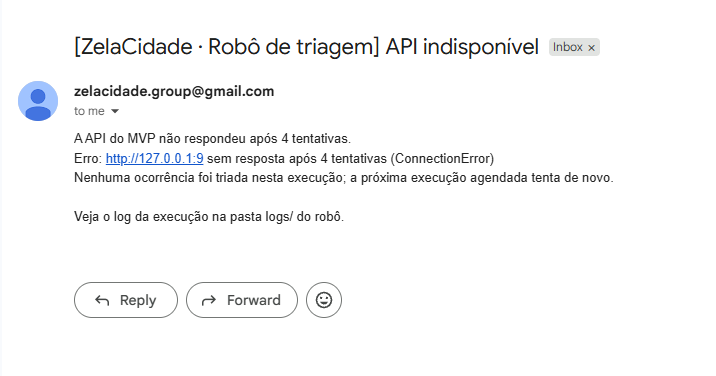 [ZelaCidade · Robô de triagem] API indisponível Inbox ×
zelacidade.group@gmail.com
to me
A API do MVP não respondeu após 4 tentativas.
Erro: http://127.0.0.1:9 sem resposta após 4 tentativas (ConnectionError)
Nenhuma ocorrência foi triada nesta execução; a próxima execução agendada tenta de novo.
Veja o log da execução na pasta logs/ do robô.
Reply Forward